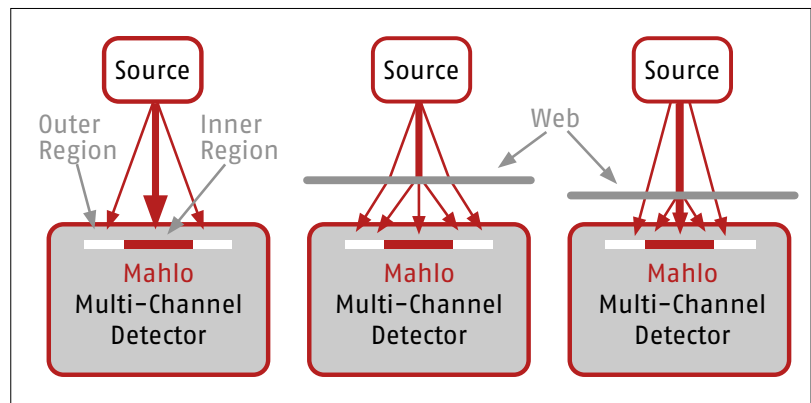 Source
Source
Source
Outer
Region
Inner
Region
Web
Mahlo
Multi-Channel
Detector
Mahlo
Multi-Channel
Detector
Mahlo
Multi-Channel
Detector